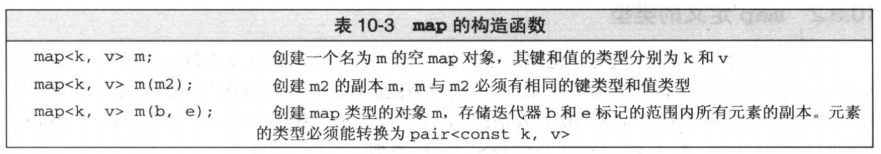 表 10-3 map 的构造函数
map<k, v> m; 创建一个名为 m 的空 map 对象，其键和值的类型分别为 k 和 v
map<k, v> m(m2); 创建 m2 的副本 m，m 与 m2 必须有相同的键类型和值类型
map<k, v> m(b, e); 创建 map 类型的对象 m，存储迭代器 b 和 e 标记的范围内所有元素的副本。元素
的类型必须能转换为 pair<const k, v>